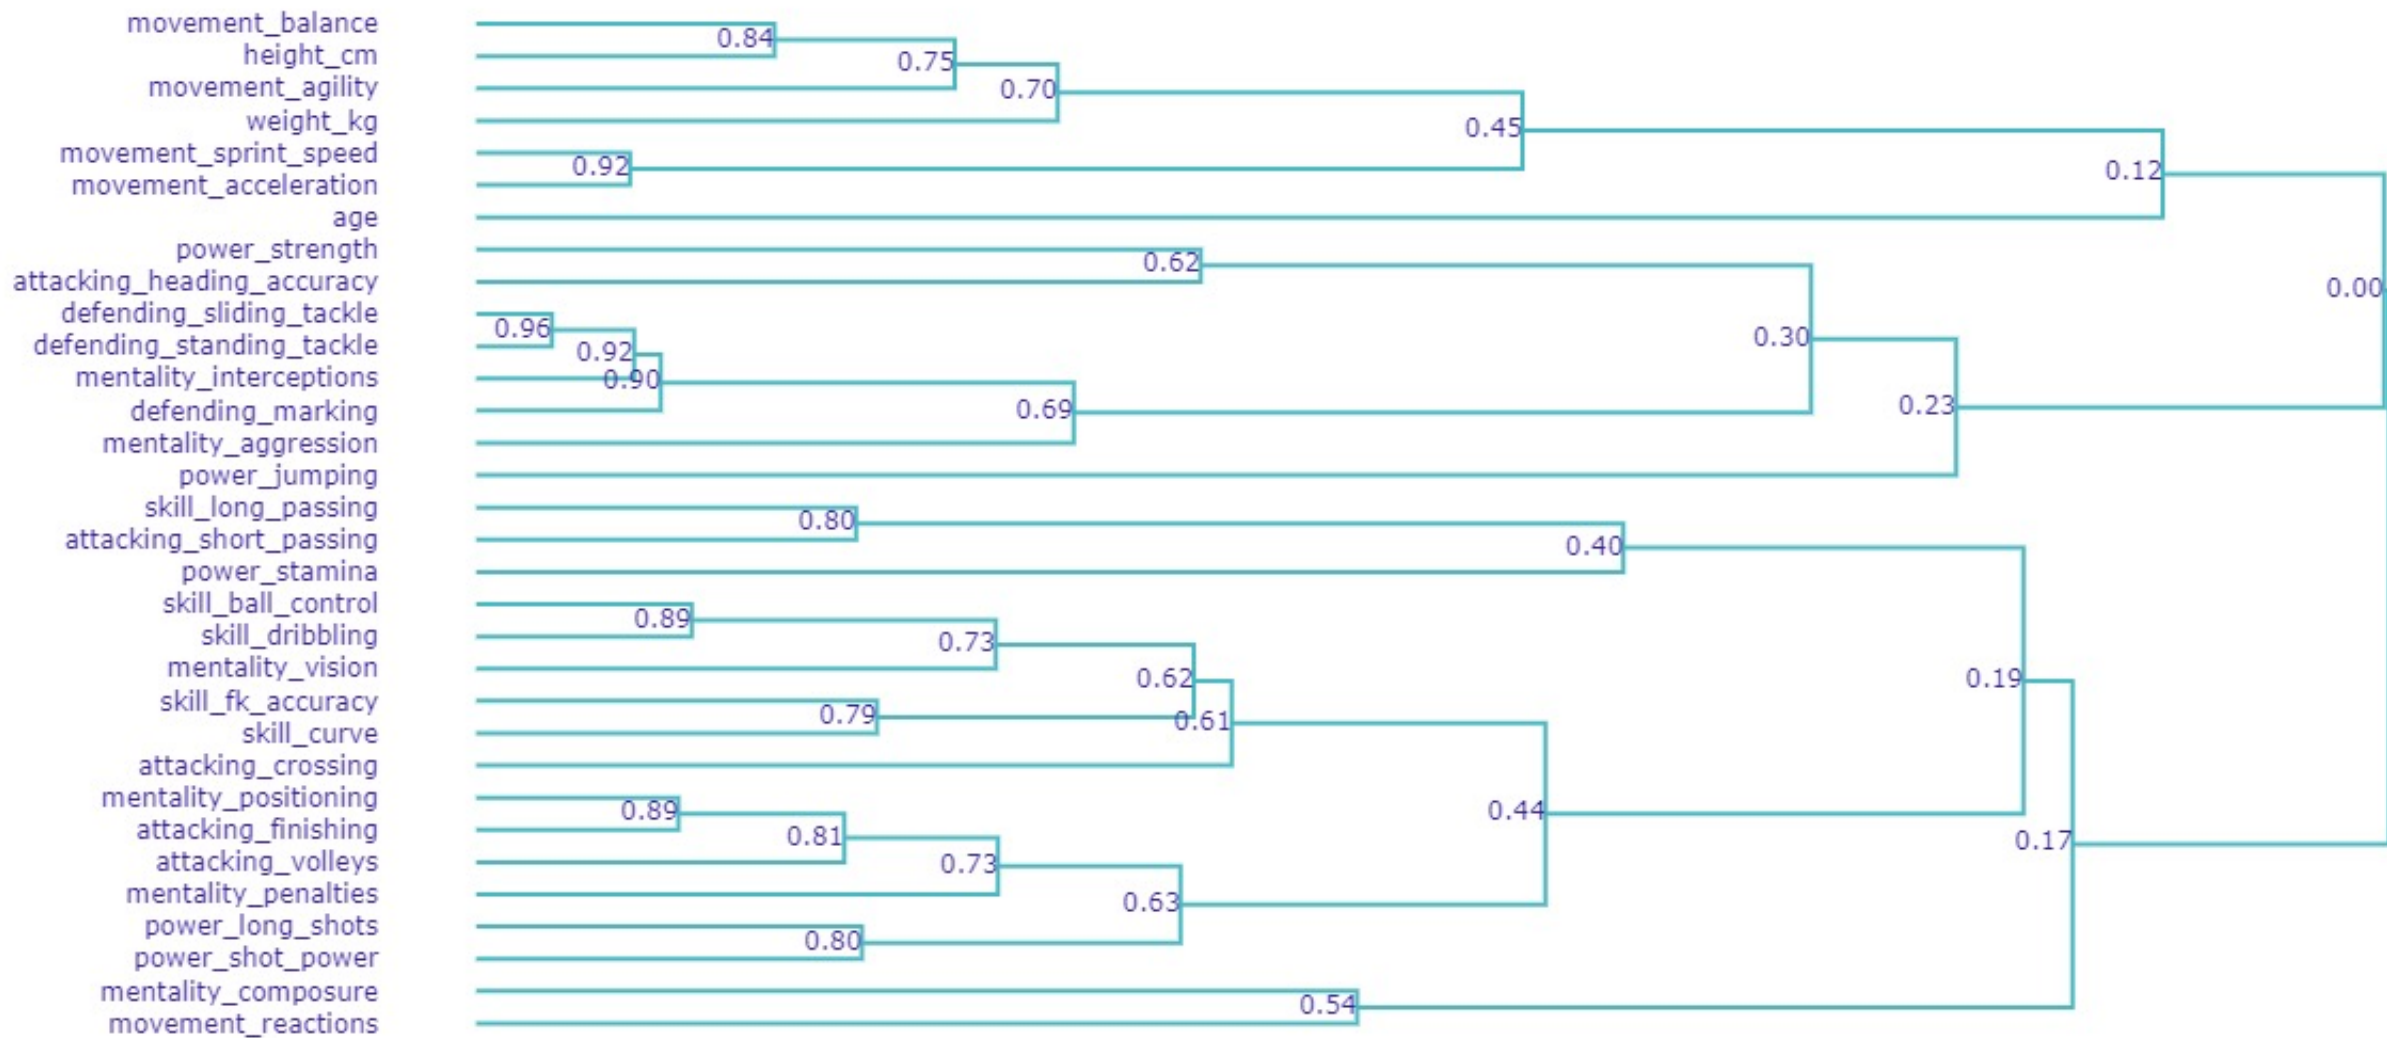 movement_balance
0.84
height_cm
0.75
movement_agility
0.70
weight_kg
0.45
movement_sprint_speed
0.92
movement_acceleration
0.12
age
power_strength
0.62
attacking_heading_accuracy
0.00
defending_sliding_tackle
0.96
defending_standing_tackle
0.92
0.30
mentality_interceptions
0.90
defending_marking
0.69
0.23
mentality_aggression
power_jumping
skill_long_passing
0.80
attacking_short_passing
0.40
power_stamina
skill_ball_control
0.89
skill_dribbling
0.73
mentality_vision
0.62
0.19
skill_fk_accuracy
0.79
0.61
skill_curve
attacking_crossing
mentality_positioning
0.89
0.44
attacking_finishing
0.81
0.17
attacking_volleys
0.73
mentality_penalties
0.63
power_long_shots
0.80
power_shot_power
mentality_composure
0.54
movement_reactions